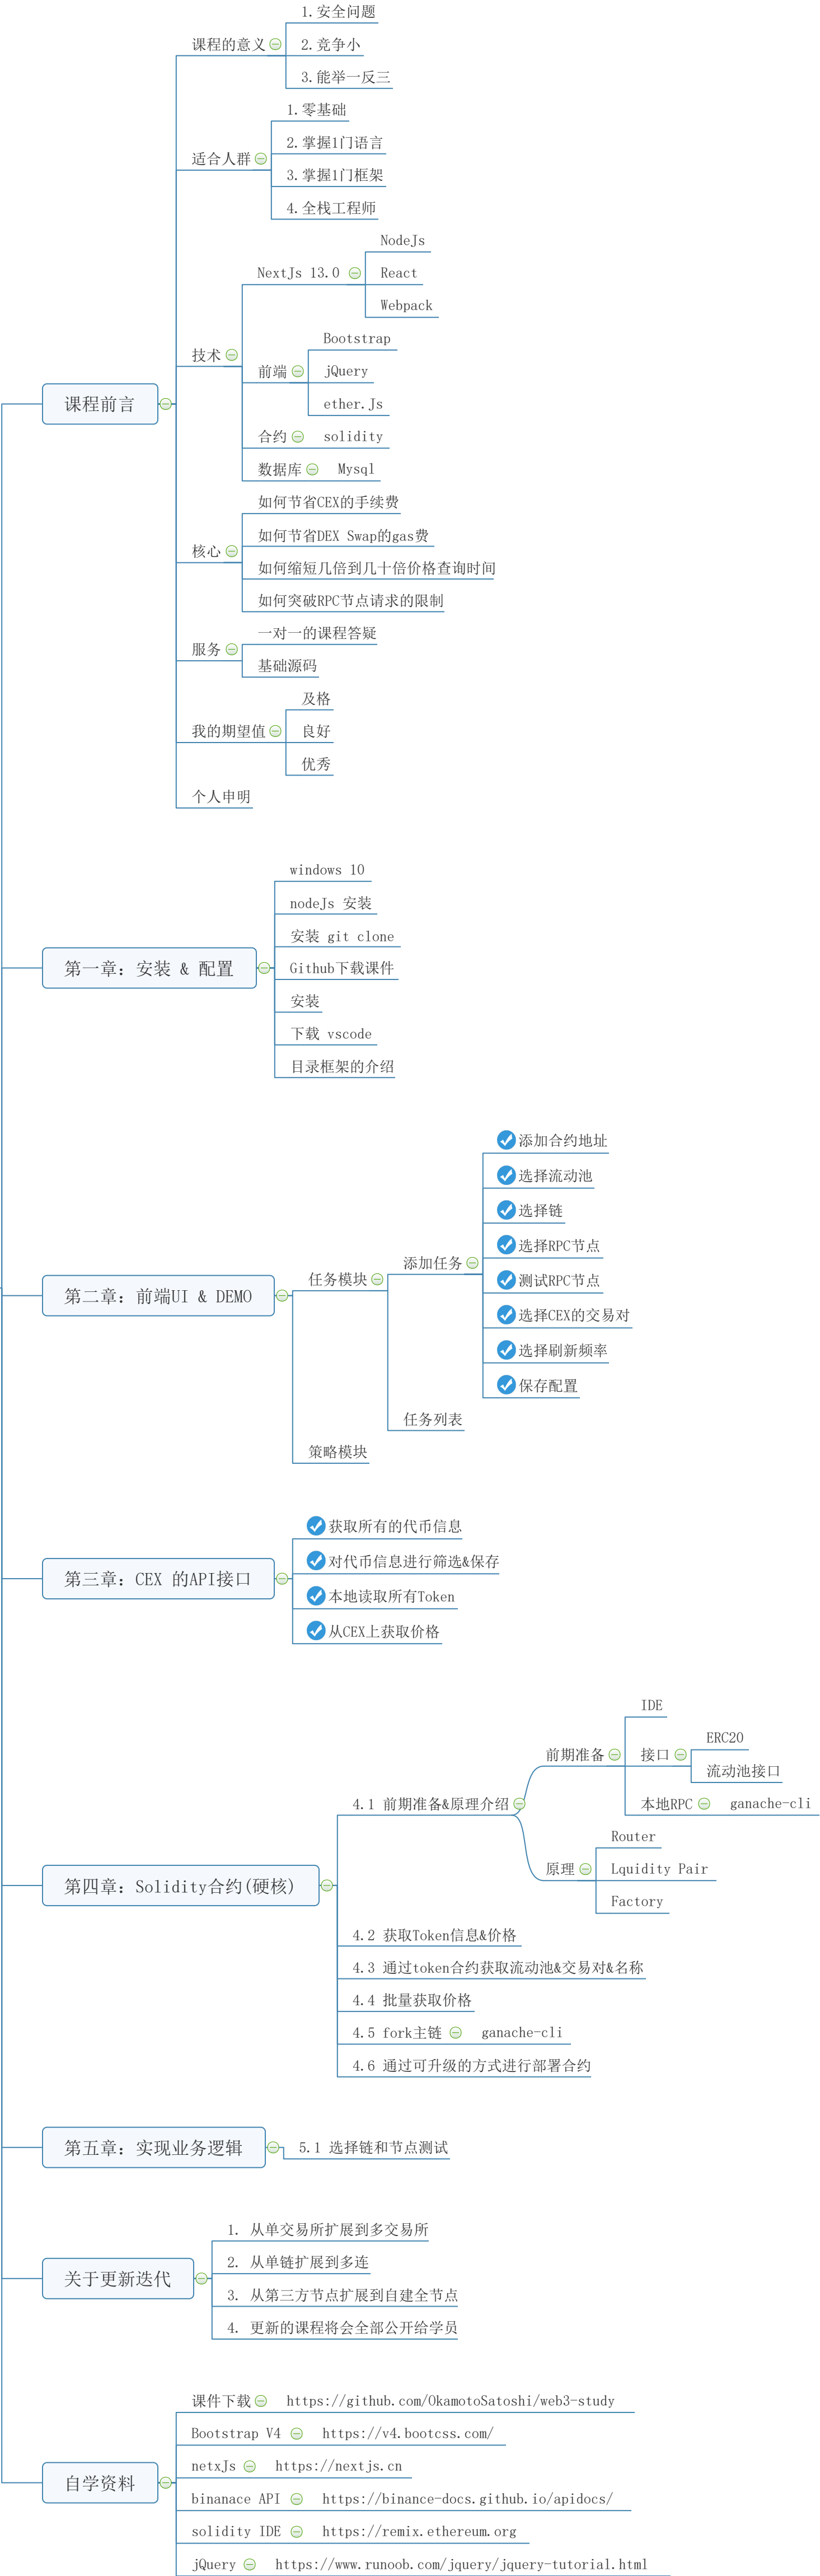 课程前言
课程的意义
1.安全问题
2.竞争小
3.能举一反三
适合人群
1.零基础
2.掌握1门语言
3.掌握1门框架
4.全栈工程师
技术
NextJs 13.0
NodeJs
React
Webpack
前端
Bootstrap
jQuery
ether.Js
合约
solidity
数据库
Mysql
核心
如何节省CEX的手续费
如何节省DEX Swap的gas费
如何缩短几倍到几十倍价格查询时间
如何突破RPC节点请求的限制
服务
一对一的课程答疑
基础源码
我的期望值
及格
良好
优秀
个人申明
第一章：安装 & 配置
windows 10
nodeJs 安装
安装 git clone
Github下载课件
安装
下载 vscode
目录框架的介绍
第二章：前端UI & DEMO
任务模块
添加任务
添加合约地址
选择流动池
选择链
选择RPC节点
测试RPC节点
选择CEX的交易对
选择刷新频率
保存配置
任务列表
策略模块
第三章：CEX 的API接口
获取所有的代币信息
对代币信息进行筛选&保存
本地读取所有Token
从CEX上获取价格
第四章：Solidity合约(硬核)
4.1 前期准备&原理介绍
前期准备
IDE
接口
ERC20
流动池接口
本地RPC
ganache-cli
原理
Router
Lquidity Pair
Factory
4.2 获取Token信息&价格
4.3 通过token合约获取流动池&交易对&名称
4.4 批量获取价格
4.5 fork主链
ganache-cli
4.6 通过可升级的方式进行部署合约
第五章：实现业务逻辑
5.1 选择链和节点测试
关于更新迭代
1. 从单交易所扩展到多交易所
2. 从单链扩展到多连
3. 从第三方节点扩展到自建全节点
4. 更新的课程将会全部公开给学员
自学资料
课件下载
https://github.com/OkamotoSatoshi/web3-study
Bootstrap V4
https://v4.bootcss.com/
netxJs
https://nextjs.cn
binanace API
https://binance-docs.github.io/apidocs/
solidity IDE
https://remix.ethereum.org
jQuery
https://www.runoob.com/jquery/jquery-tutorial.html